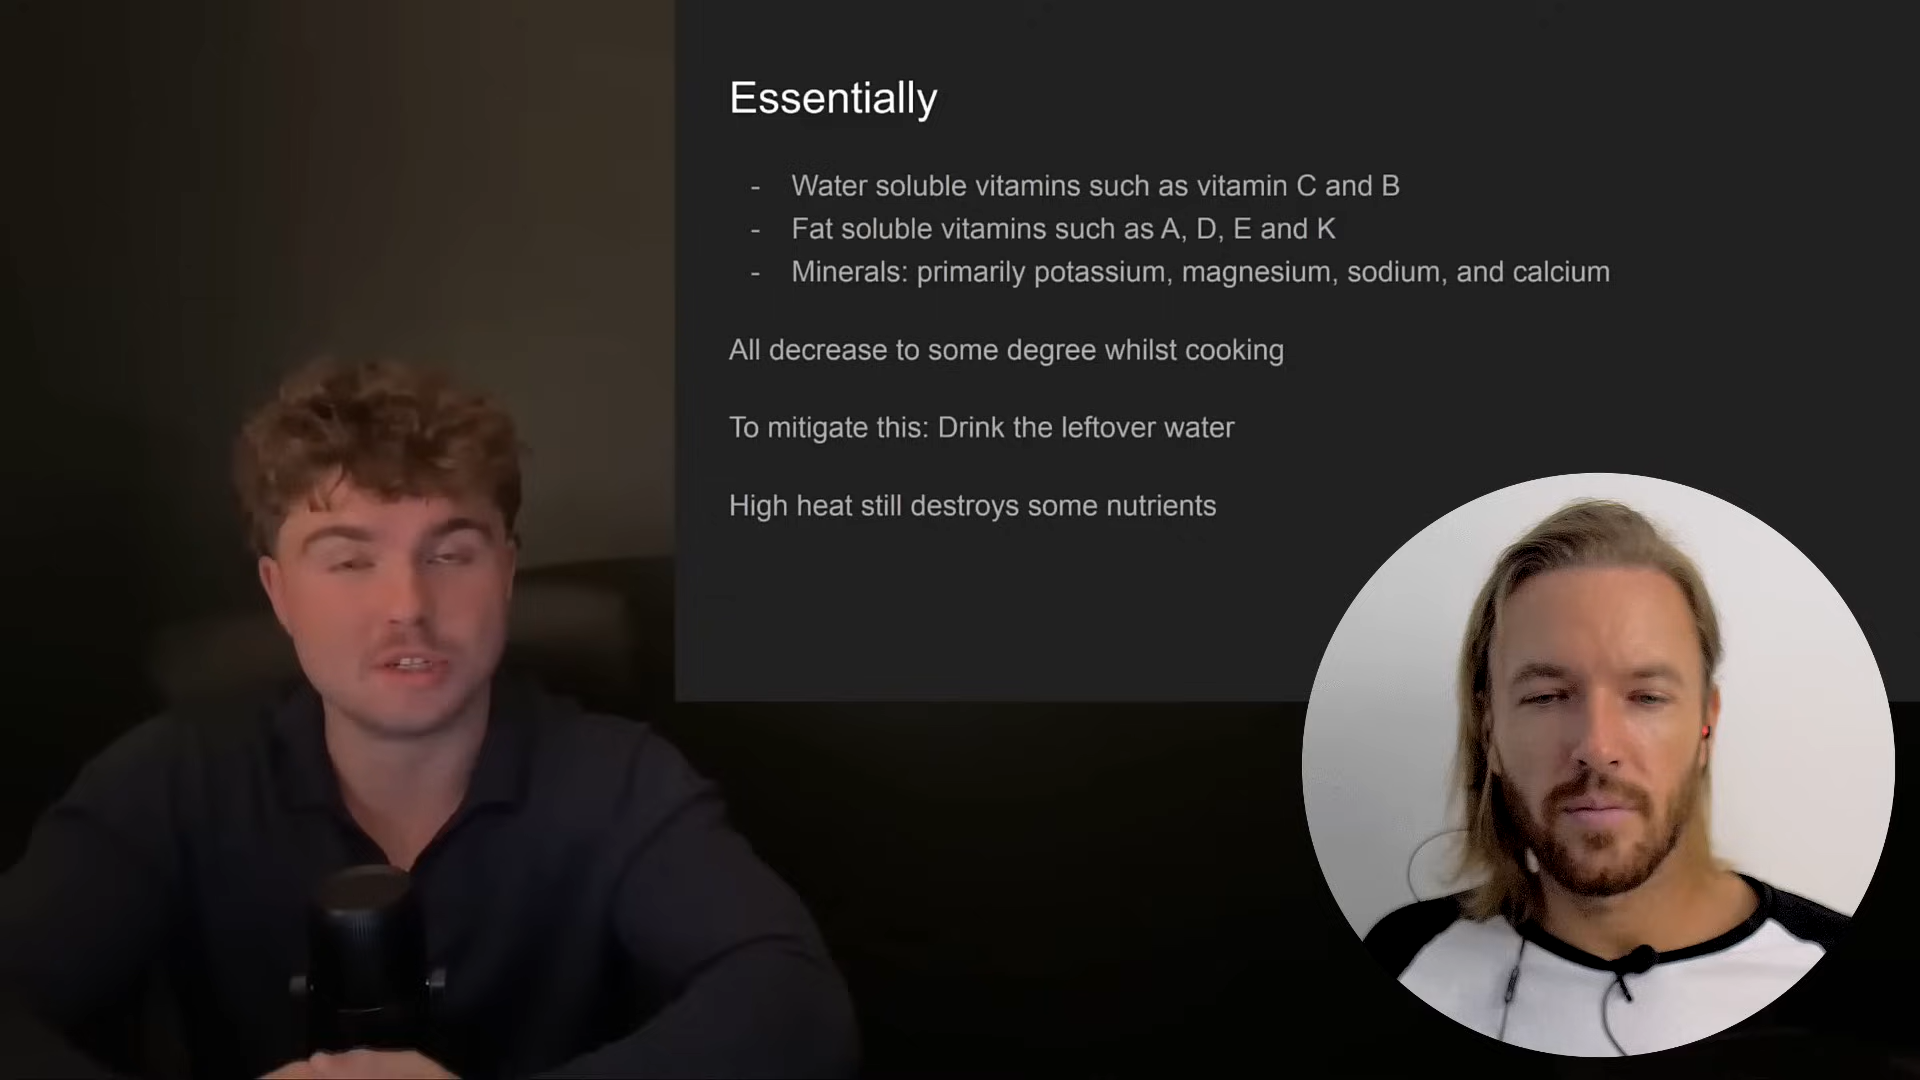 Essentially
- Water soluble vitamins such as vitamin C and B
- Fat soluble vitamins such as A, D, E and K
- Minerals: primarily potassium, magnesium, sodium, and calcium
All decrease to some degree whilst cooking
To mitigate this: Drink the leftover water
High heat still destroys some nutrients